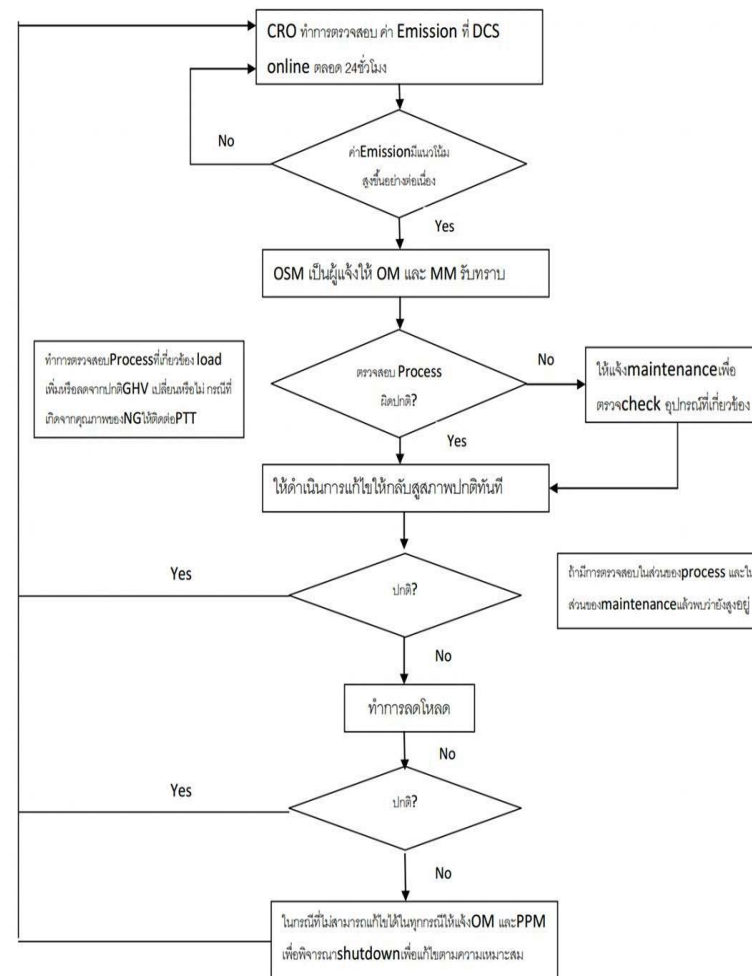 CRO ทำการตรวจสอบ ค่า Emission ที่ DCS
online ตลอด 24ชั่วโมง
No
ค่าEmissionมีแนวโน้ม
สูงขึ้นอย่างต่อเนื่อง
Yes
OSM เป็นผู้แจ้งให้ OM และ MM รับทราบ
ทำการตรวจสอบProcessที่เกี่ยวข้อง load
เพิ่มหรือลดจากปกติGHV เปลี่ยนหรือไม่ กรณีที่
เกิดจากคุณภาพของNGให้ติดต่อPTT
ตรวจสอบ Process
ผิดปกติ?
No
ให้แจ้งmaintenanceเพื่อ
ตรวจcheck อุปกรณ์ที่เกี่ยวข้อง
Yes
ให้ดำเนินการแก้ไขให้กลับสู่สภาพปกติทันที
Yes
ปกติ?
ถ้ามีการตรวจสอบในส่วนของprocess และใน
ส่วนของmaintenanceแล้วพบว่ายังสูงอยู่
No
ทำการลดโหลด
No
Yes
ปกติ?
No
ในกรณีที่ไม่สามารถแก้ไขได้ในทุกกรณีให้แจ้งOM และPPM
เพื่อพิจารณาshutdownเพื่อแก้ไขตามความเหมาะสม